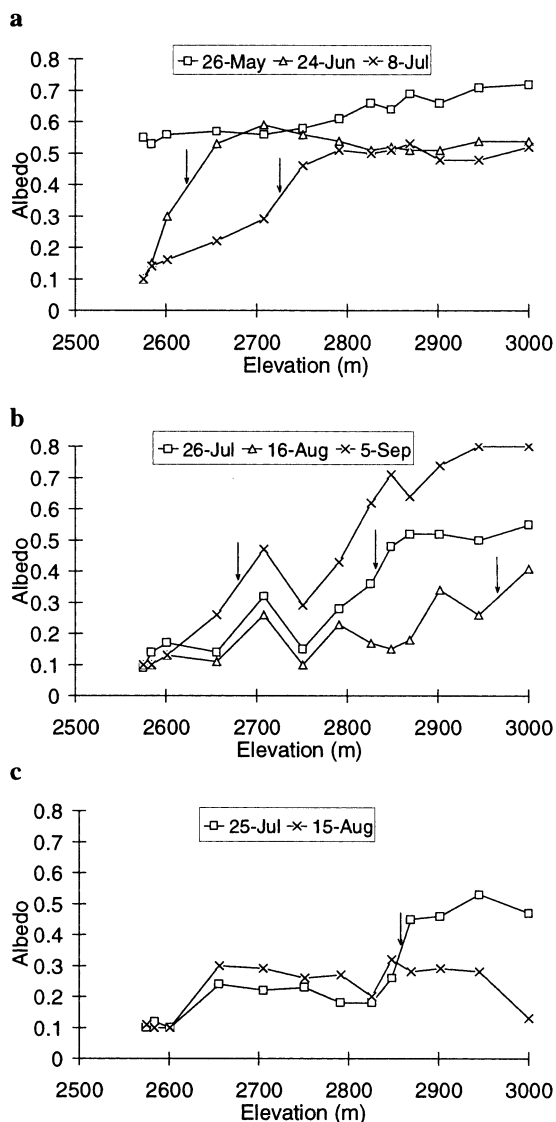 a
26-May 24-Jun 8-Jul
0.8
0.7
0.6
0.5
0.4
0.3
0.2
0.1
0
Albedo
2500 2600 2700 2800 2900 3000
Elevation (m)
b
26-Jul 16-Aug 5-Sep
0.8
0.7
0.6
0.5
0.4
0.3
0.2
0.1
0
Albedo
2500 2600 2700 2800 2900 3000
Elevation (m)
c
25-Jul 15-Aug
0.8
0.7
0.6
0.5
0.4
0.3
0.2
0.1
0
Albedo
2500 2600 2700 2800 2900 3000
Elevation (m)